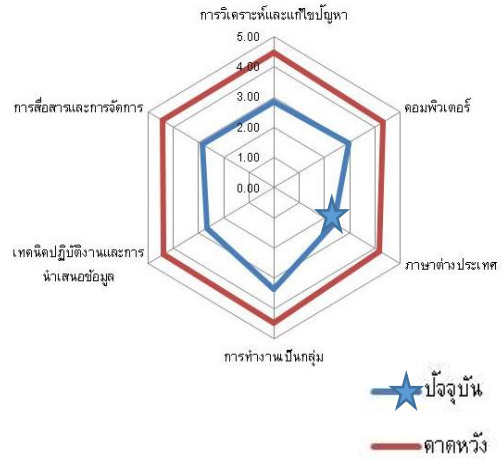 การวิเคราะห์และแก้ไขปัญหา
5.00
4.00
3.00
2.00
1.00
0.00
การสื่อสารและการจัดการ
คอมพิวเตอร์
เทคนิคปฏิบัติงานและการ
นำเสนอข้อมูล
ภาษาต่างประเทศ
การทำงานเป็นกลุ่ม
ปัจจุบัน
คาดหวัง